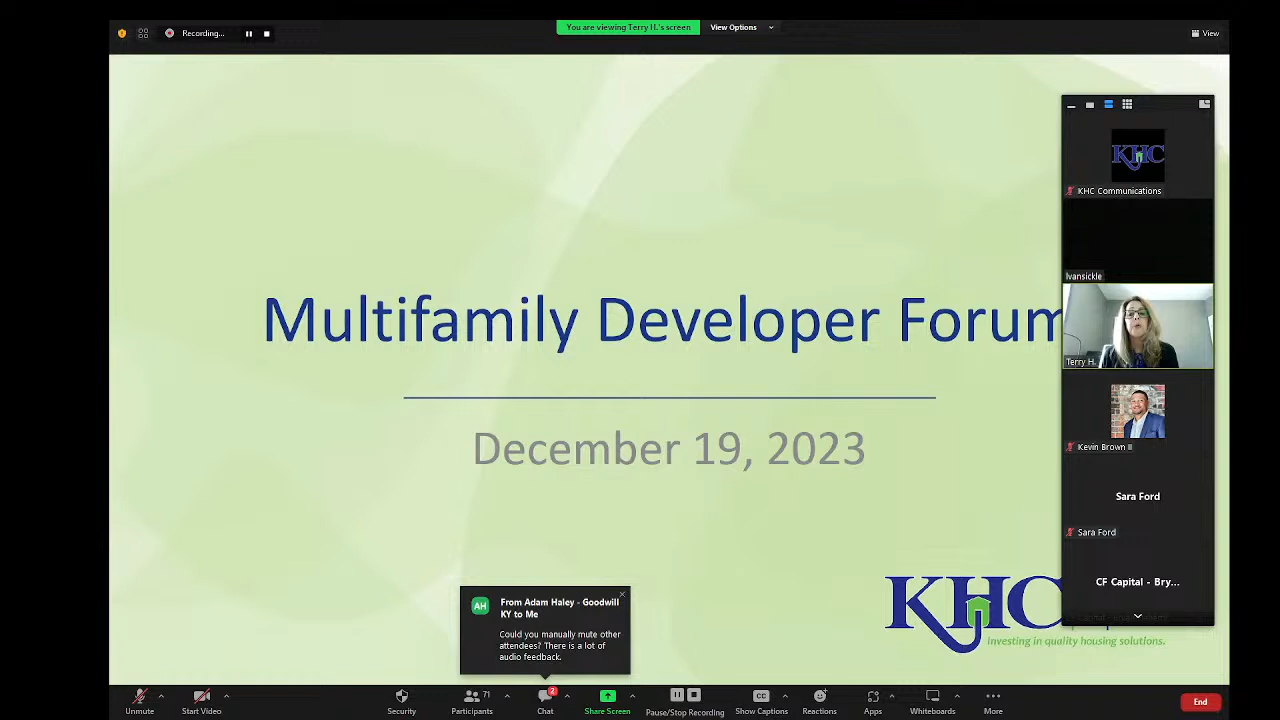 Recording...
You are viewing Terry H.'s screen
View Options
View
KHC
KHC Communications
lvansickle
Multifamily Developer Forum
Terry H.
December 19, 2023
Kevin Brown II
Sara Ford
Sara Ford
CF Capital - Bry...
KHC
Investing in quality housing solutions.
AH
From Adam Haley - Goodwill
KY to Me
Could you manually mute other
attendees? There is a lot of
audio feedback.
Unmute
Start Video
Security
71
Participants
2
Chat
Share Screen
Pause/Stop Recording
CC
Show Captions
Reactions
Apps
Whiteboards
More
End